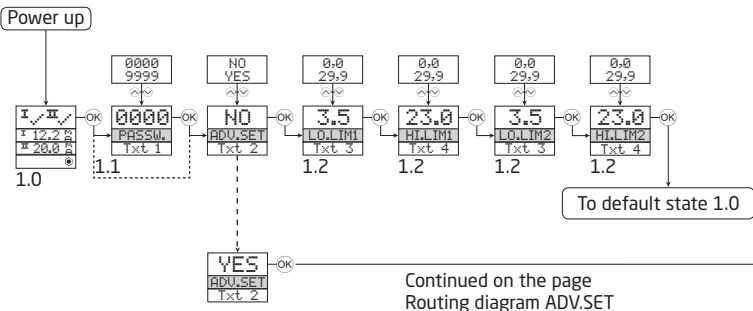 Power up
0000
9999
NO
YES
0,0
29,9
0,0
29,9
0,0
29,9
0,0
29,9
I / II /
I 12.2
II 20.0
1.0
OK
1.1
0000
PASSW.
Txt 1
OK
NO
ADV.SET
Txt 2
OK
3.5
LO.LIM1
Txt 3
1.2
OK
23.0
HI.LIM1
Txt 4
1.2
OK
3.5
LO.LIM2
Txt 3
1.2
OK
23.0
HI.LIM2
Txt 4
1.2
OK
To default state 1.0
YES
ADV.SET
Txt 2
OK
Continued on the page
Routing diagram ADV.SET